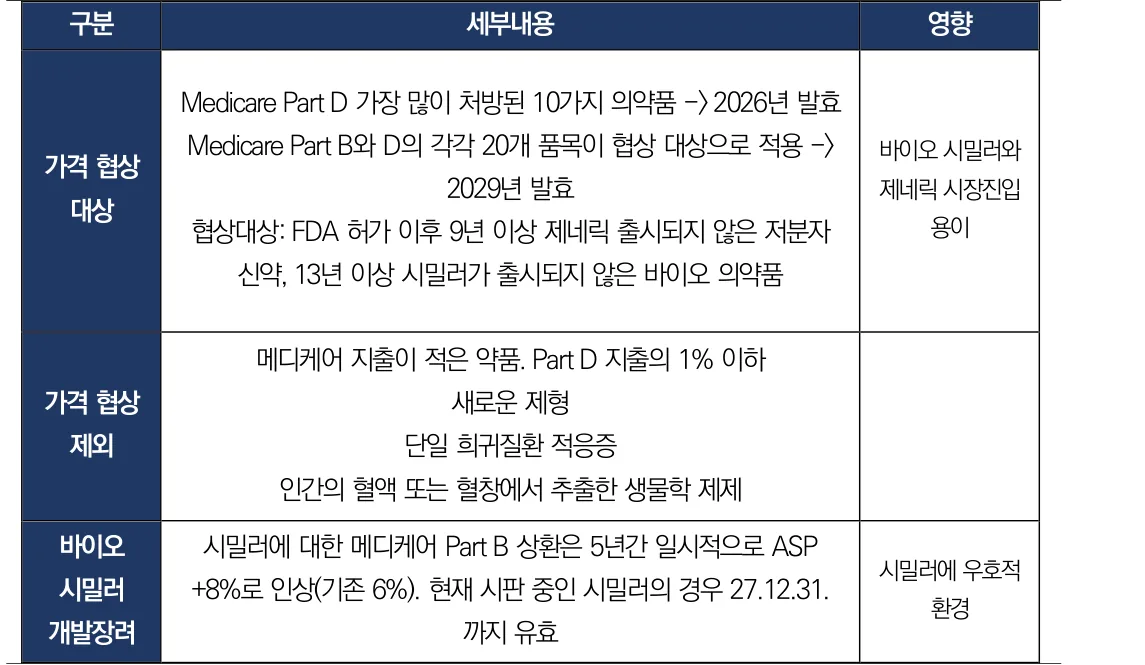 구분
세부내용
영향
가격 협상
대상
Medicare Part D 가장 많이 처방된 10가지 의약품 -> 2026년 발효
Medicare Part B와 D의 각각 20개 품목이 협상 대상으로 적용 ->
2029년 발효
협상대상: FDA 허가 이후 9년 이상 제네릭 출시되지 않은 저분자
신약, 13년 이상 시밀러가 출시되지 않은 바이오 의약품
바이오 시밀러와
제네릭 시장진입
용이
가격 협상
제외
메디케어 지출이 적은 약품. Part D 지출의 1% 이하
새로운 제형
단일 희귀질환 적응증
인간의 혈액 또는 혈창에서 추출한 생물학 제제
바이오
시밀러
개발장려
시밀러에 대한 메디케어 Part B 상환은 5년간 일시적으로 ASP
+8%로 인상(기존 6%). 현재 시판 중인 시밀러의 경우 27.12.31.
까지 유효
시밀러에 우호적
환경